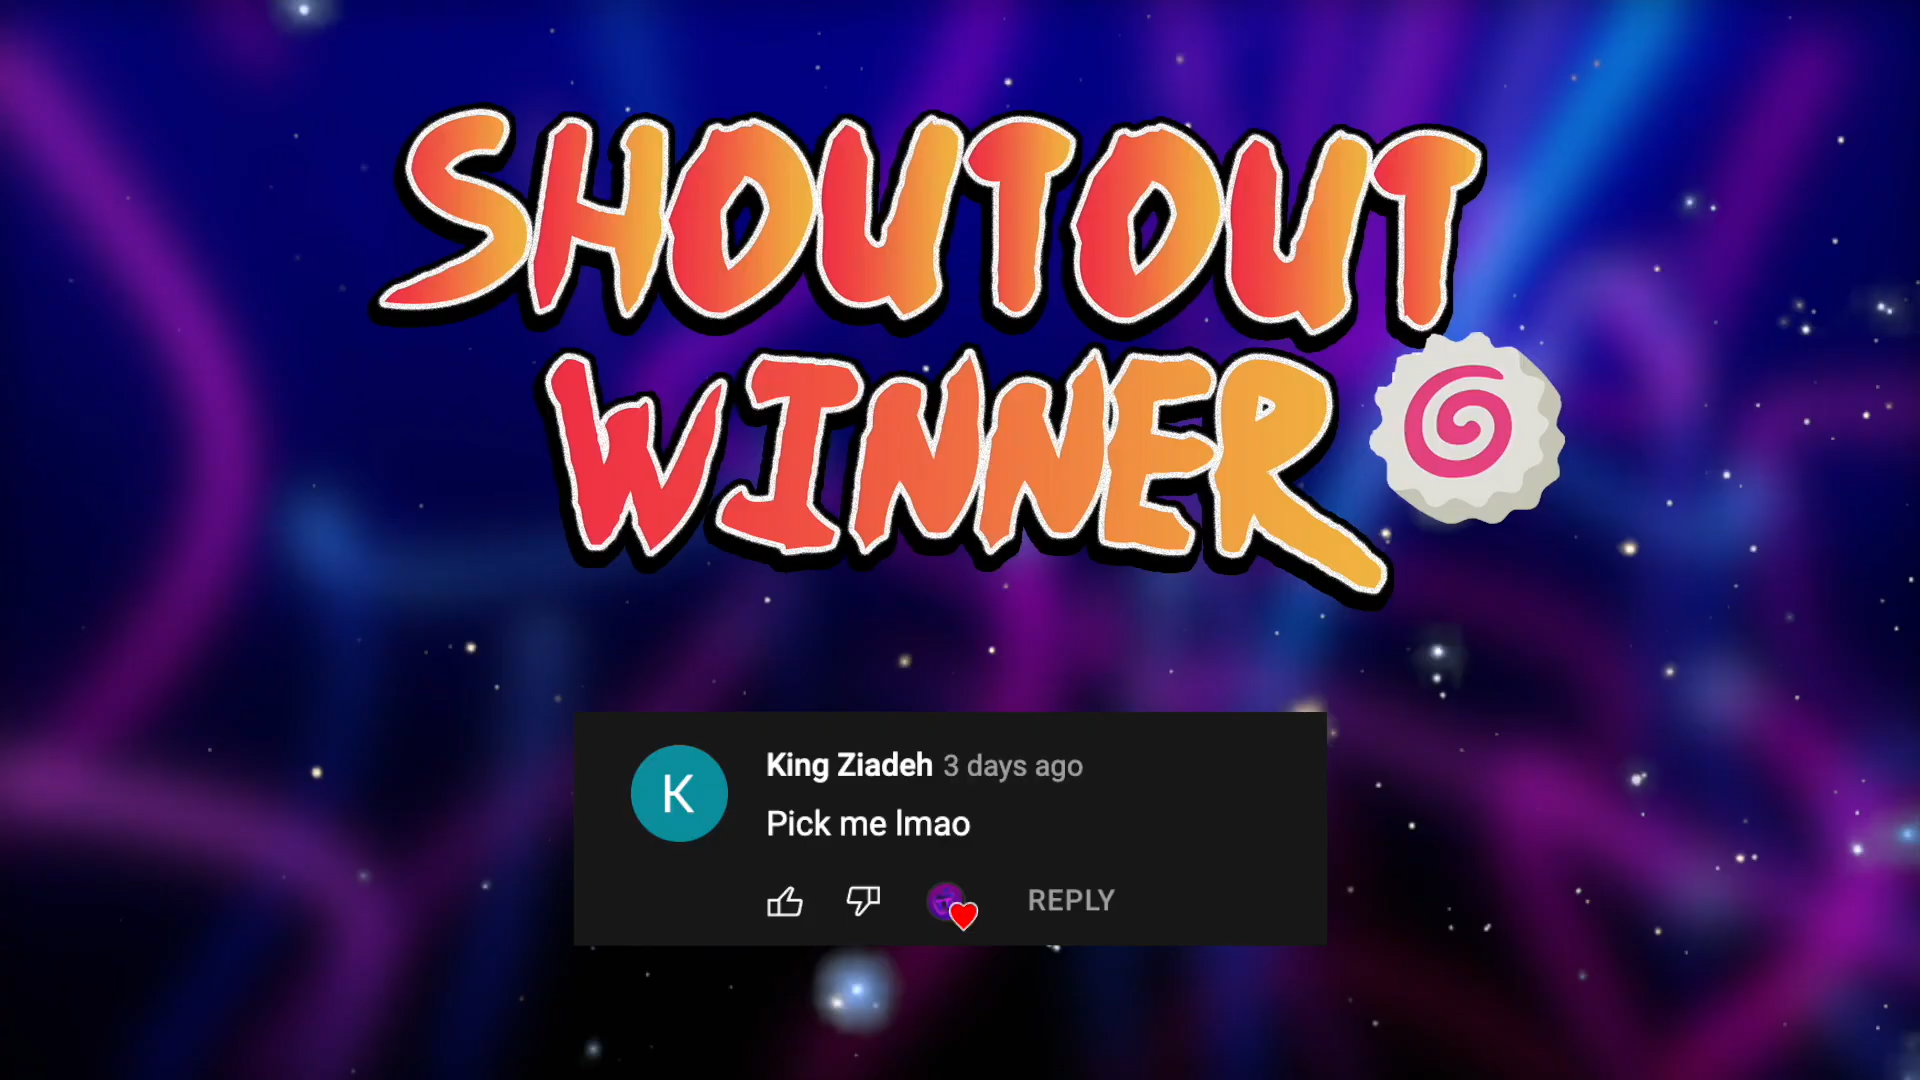 SHOUTOUT
WINNER
K
King Ziadeh 3 days ago
Pick me lmao
REPLY